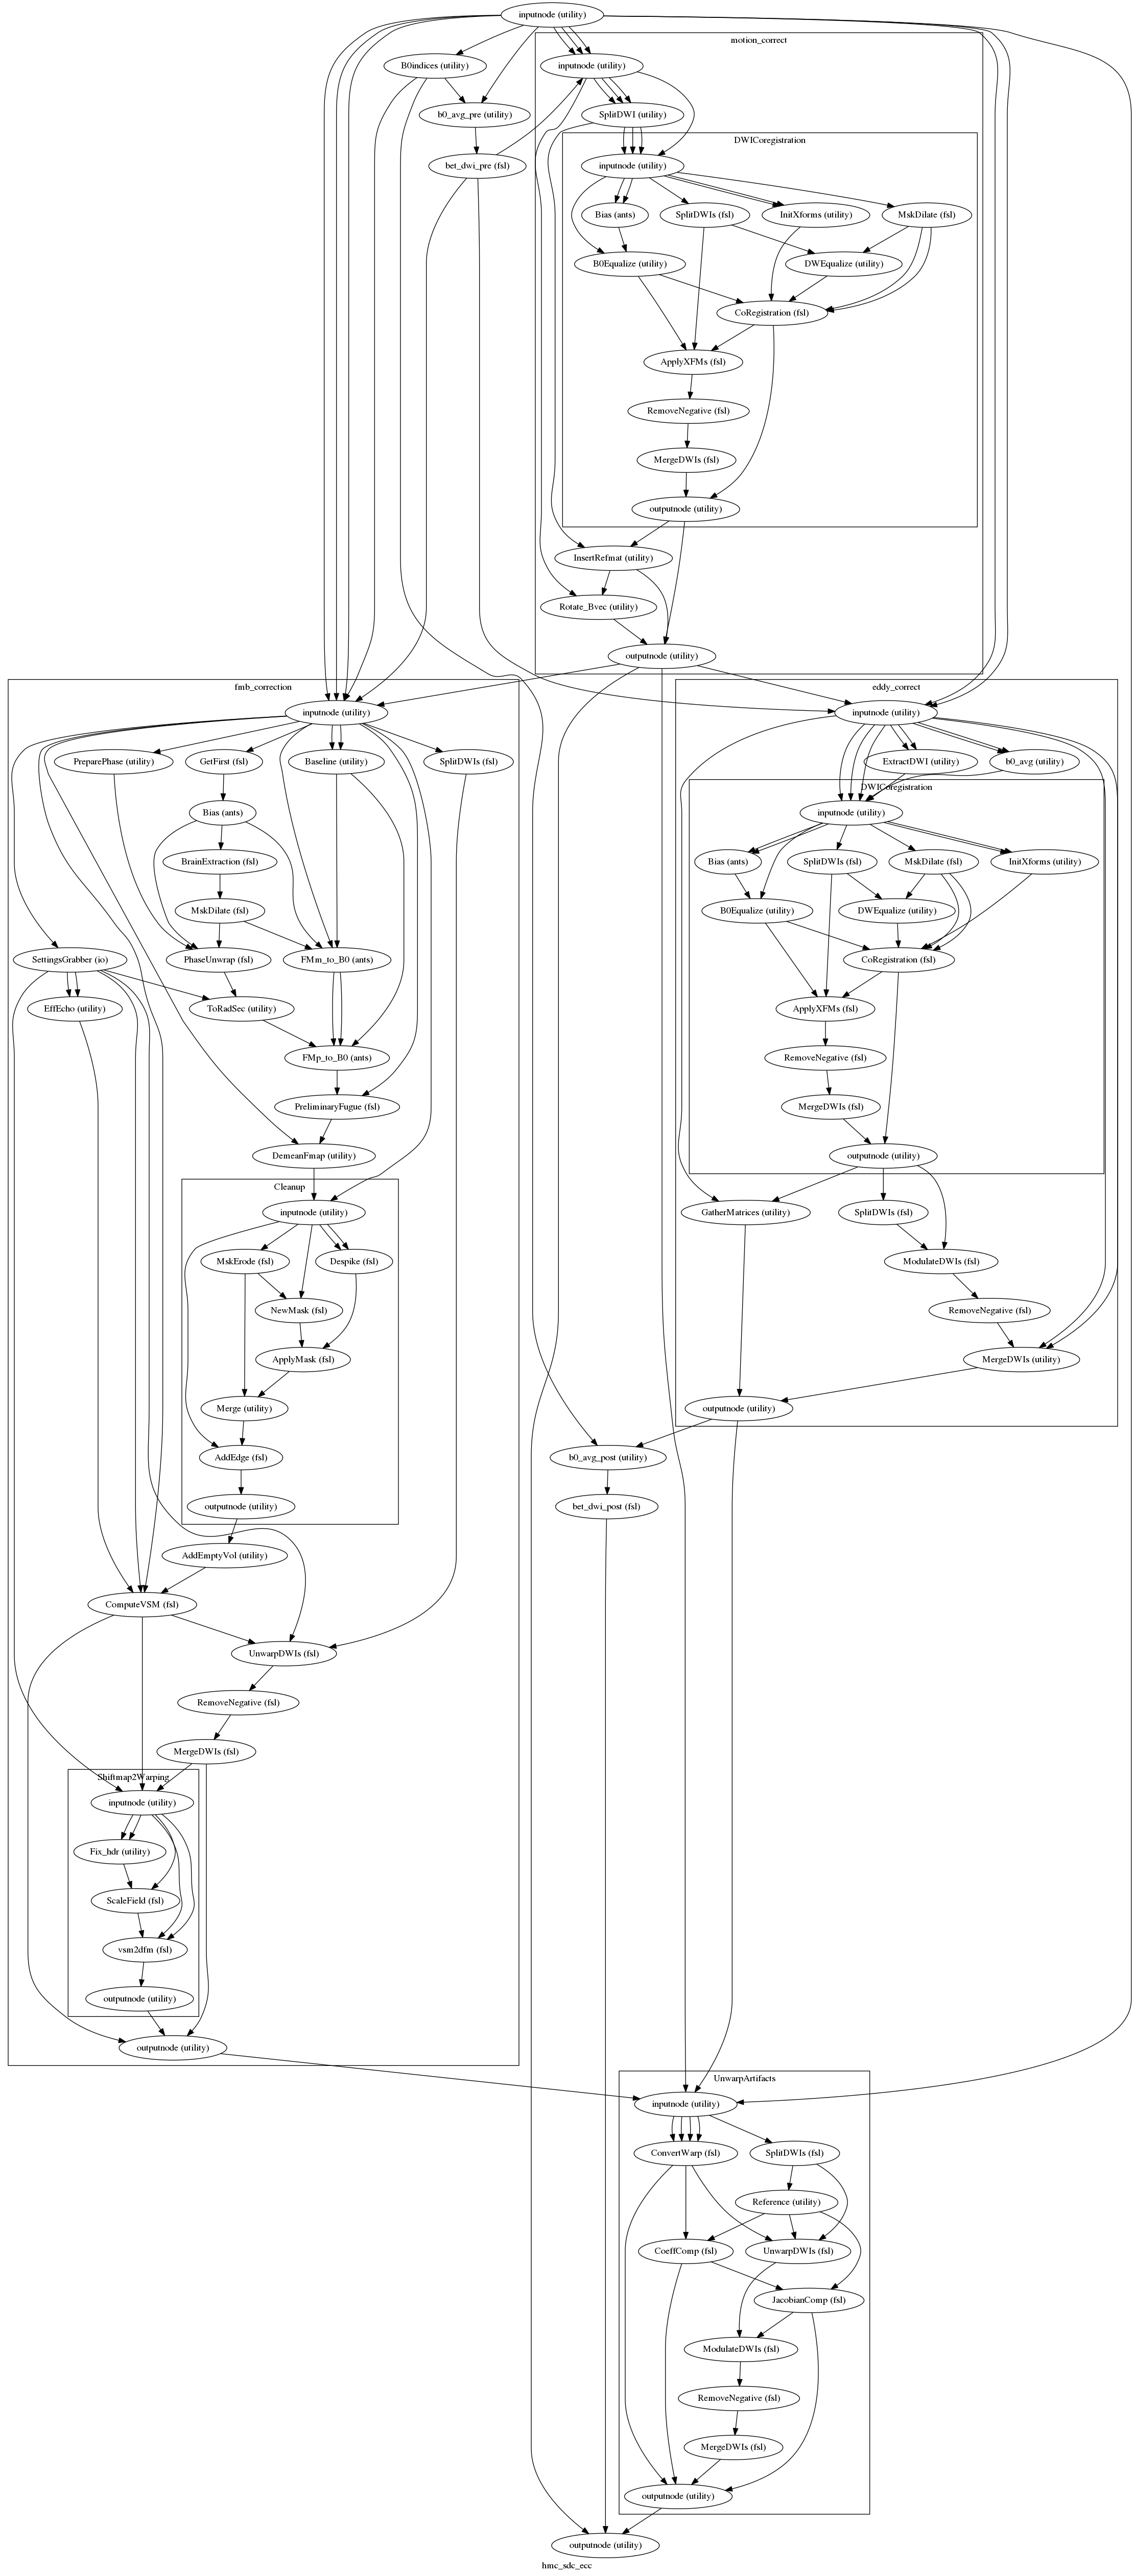 inputnode (utility)
motion_correct
B0indices (utility)
inputnode (utility)
b0_avg_pre (utility)
SplitDWI (utility)
DWICoregistration
bet_dwi_pre (fsl)
inputnode (utility)
Bias (ants)
SplitDWIs (fsl)
InitXforms (utility)
MskDilate (fsl)
B0Equalize (utility)
DWEqualize (utility)
CoRegistration (fsl)
ApplyXFMs (fsl)
RemoveNegative (fsl)
MergeDWIs (fsl)
outputnode (utility)
InsertRefmat (utility)
Rotate_Bvec (utility)
outputnode (utility)
fmb_correction
inputnode (utility)
PreparePhase (utility)
GetFirst (fsl)
Baseline (utility)
SplitDWIs (fsl)
Bias (ants)
BrainExtraction (fsl)
MskDilate (fsl)
SettingsGrabber (io)
PhaseUnwrap (fsl)
FMm_to_B0 (ants)
EffEcho (utility)
ToRadSec (utility)
FMp_to_B0 (ants)
PreliminaryFugue (fsl)
DemeanFmap (utility)
Cleanup
inputnode (utility)
MskErode (fsl)
Despike (fsl)
NewMask (fsl)
ApplyMask (fsl)
Merge (utility)
AddEdge (fsl)
outputnode (utility)
AddEmptyVol (utility)
ComputeVSM (fsl)
UnwarpDWIs (fsl)
RemoveNegative (fsl)
MergeDWIs (fsl)
Shiftmap2Warping
inputnode (utility)
Fix_hdr (utility)
ScaleField (fsl)
vsm2dfm (fsl)
outputnode (utility)
outputnode (utility)
eddy_correct
inputnode (utility)
ExtractDWI (utility)
b0_avg (utility)
DWICoregistration
inputnode (utility)
Bias (ants)
SplitDWIs (fsl)
MskDilate (fsl)
InitXforms (utility)
B0Equalize (utility)
DWEqualize (utility)
CoRegistration (fsl)
ApplyXFMs (fsl)
RemoveNegative (fsl)
MergeDWIs (fsl)
outputnode (utility)
GatherMatrices (utility)
SplitDWIs (fsl)
ModulateDWIs (fsl)
RemoveNegative (fsl)
MergeDWIs (utility)
outputnode (utility)
b0_avg_post (utility)
bet_dwi_post (fsl)
UnwarpArtifacts
inputnode (utility)
ConvertWarp (fsl)
SplitDWIs (fsl)
Reference (utility)
CoeffComp (fsl)
UnwarpDWIs (fsl)
JacobianComp (fsl)
ModulateDWIs (fsl)
RemoveNegative (fsl)
MergeDWIs (fsl)
outputnode (utility)
outputnode (utility)
hmc_sdc_ecc